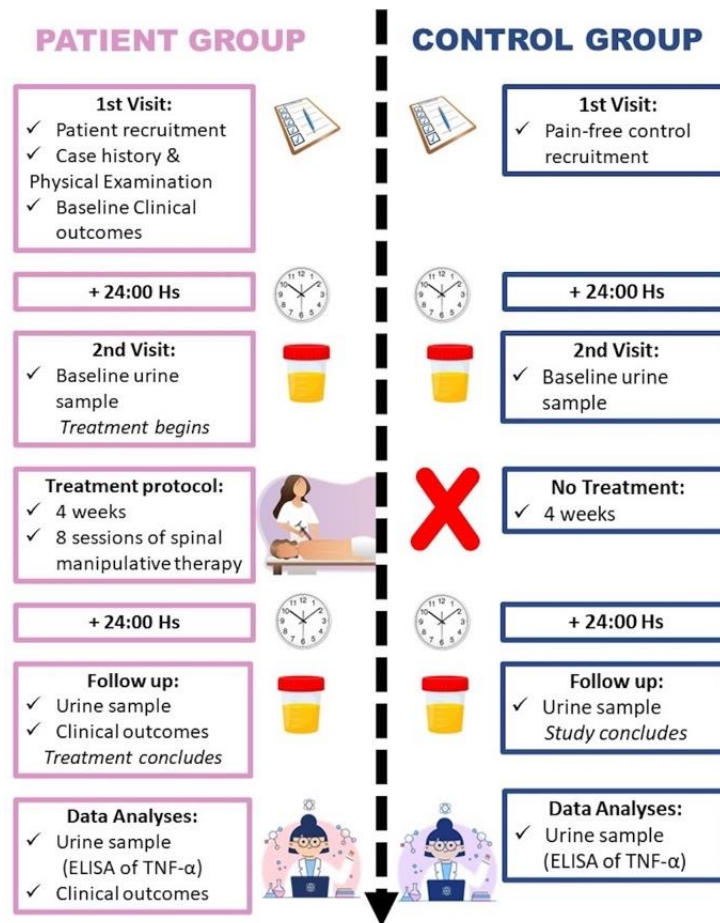 PATIENT GROUP
1st Visit:
✓ Patient recruitment
✓ Case history &
Physical Examination
✓ Baseline Clinical
outcomes
+ 24:00 Hs
2nd Visit:
✓ Baseline urine
sample
Treatment begins
Treatment protocol:
✓ 4 weeks
✓ 8 sessions of spinal
manipulative therapy
+ 24:00 Hs
Follow up:
✓ Urine sample
✓ Clinical outcomes
Treatment concludes
Data Analyses:
✓ Urine sample
(ELISA of TNF-α)
✓ Clinical outcomes
CONTROL GROUP
1st Visit:
✓ Pain-free control
recruitment
+ 24:00 Hs
2nd Visit:
✓ Baseline urine
sample
No Treatment:
✓ 4 weeks
+ 24:00 Hs
Follow up:
✓ Urine sample
Study concludes
Data Analyses:
✓ Urine sample
(ELISA of TNF-α)